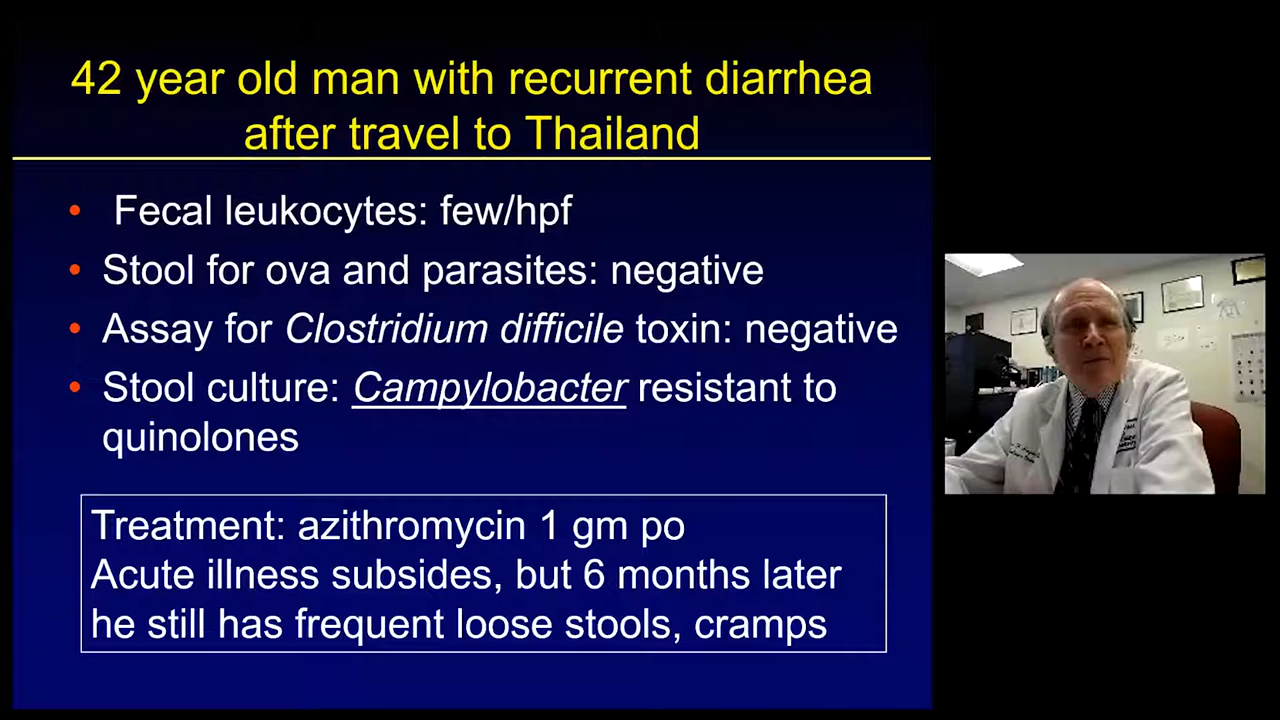 42 year old man with recurrent diarrhea
after travel to Thailand
• Fecal leukocytes: few/hpf
• Stool for ova and parasites: negative
• Assay for Clostridium difficile toxin: negative
• Stool culture: Campylobacter resistant to
quinolones
Treatment: azithromycin 1 gm po
Acute illness subsides, but 6 months later
he still has frequent loose stools, cramps